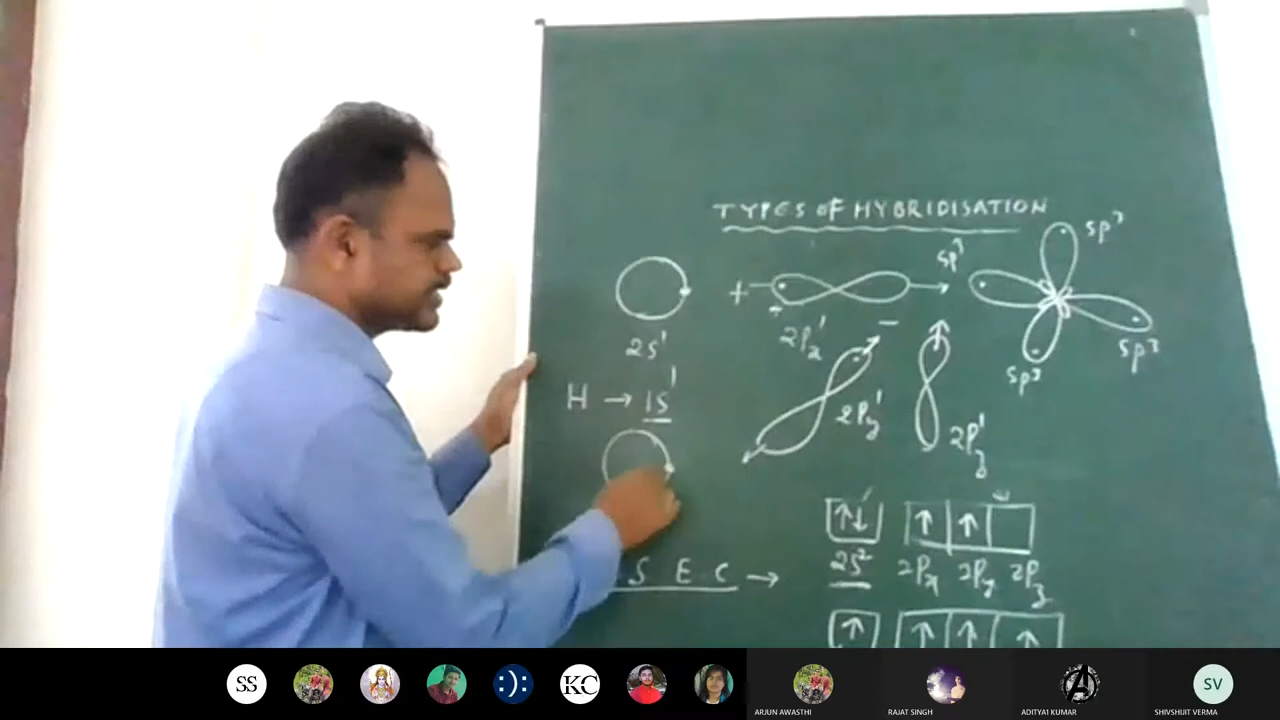 TYPES OF HYBRIDISATION
sp³
sp³
+
2s¹
2Px¹
sp³
sp³
H → 1s¹
2Py¹
2Pz¹
↑↓ ↑ ↑
S E C →
2s² 2Px 2Py 2Pz
↑ ↑ ↑ ↑
SS
:):
KC
SV
ARJUN AWASTHI
RAJAT SINGH
ADITYA1 KUMAR
SHIVSHIJIT VERMA